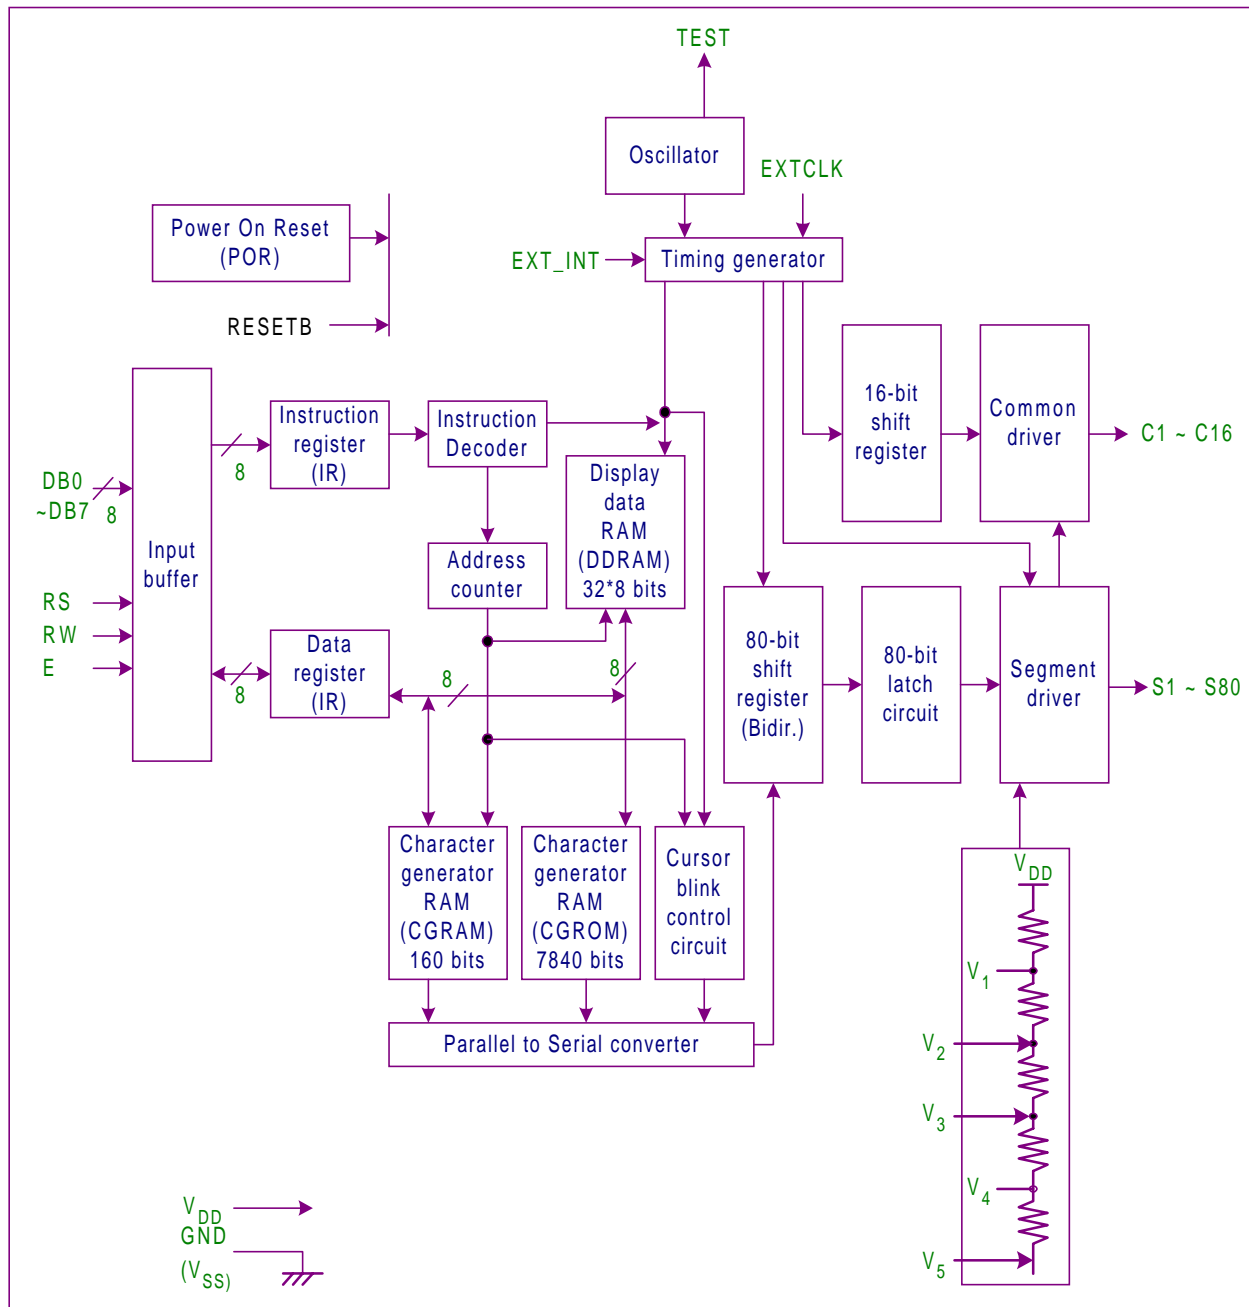 TEST
Oscillator
EXTCLK
Power On Reset
(POR)
EXT_INT
Timing generator
RESETB
Instruction
register
(IR)
Instruction
Decoder
16-bit
shift
register
Common
driver
C1 ~ C16
8
DB0
~DB7 8
Display
data
RAM
(DDRAM)
32*8 bits
Input
buffer
Address
counter
RS
RW
E
Data
register
(IR)
8
8
8
80-bit
shift
register
(Bidir.)
80-bit
latch
circuit
Segment
driver
S1 ~ S80
Character
generator
RAM
(CGRAM)
160 bits
Character
generator
RAM
(CGROM)
7840 bits
Cursor
blink
control
circuit
Parallel to Serial converter
VDD
V1
V2
V3
V4
V5
VDD
GND
(VSS)